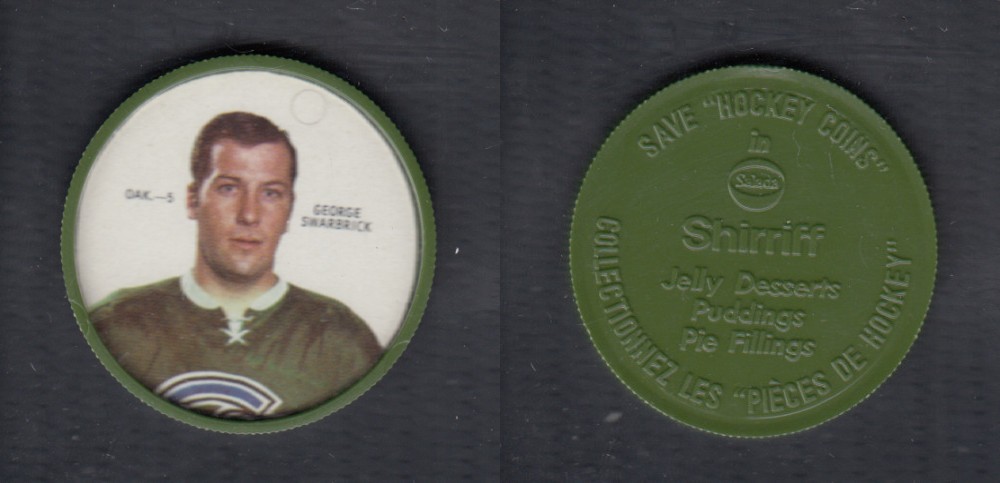 OAK.—5
GEORGE
SWARBRICK
SAVE "HOCKEY COINS"
in
Salada
Shirriff
Jelly Desserts
Puddings
Pie Fillings
COLLECTIONNEZ LES "PIÈCES DE HOCKEY"